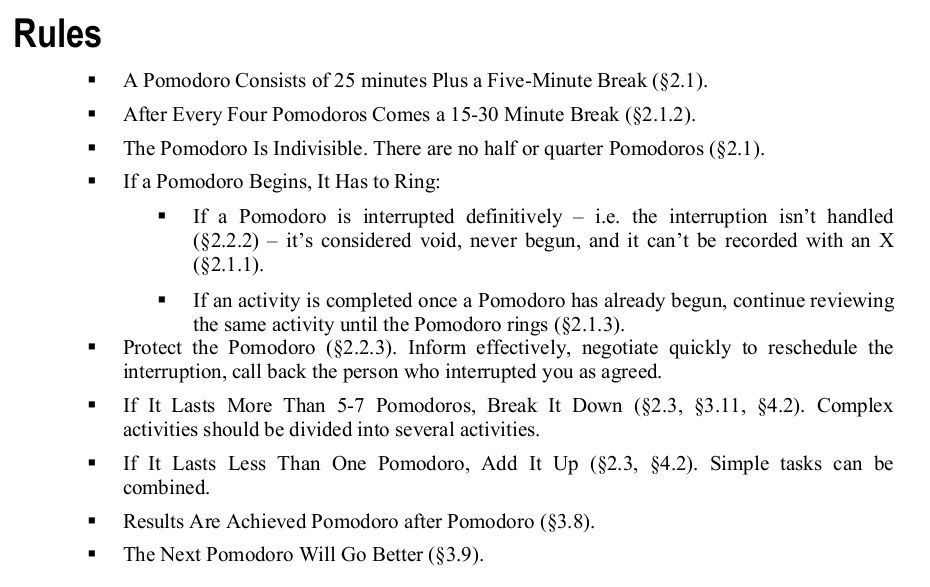 Rules
▪ A Pomodoro Consists of 25 minutes Plus a Five-Minute Break (§2.1).
▪ After Every Four Pomodoros Comes a 15-30 Minute Break (§2.1.2).
▪ The Pomodoro Is Indivisible. There are no half or quarter Pomodoros (§2.1).
▪ If a Pomodoro Begins, It Has to Ring:
▪ If a Pomodoro is interrupted definitively – i.e. the interruption isn’t handled
(§2.2.2) – it’s considered void, never begun, and it can’t be recorded with an X
(§2.1.1).
▪ If an activity is completed once a Pomodoro has already begun, continue reviewing
the same activity until the Pomodoro rings (§2.1.3).
▪ Protect the Pomodoro (§2.2.3). Inform effectively, negotiate quickly to reschedule the
interruption, call back the person who interrupted you as agreed.
▪ If It Lasts More Than 5-7 Pomodoros, Break It Down (§2.3, §3.11, §4.2). Complex
activities should be divided into several activities.
▪ If It Lasts Less Than One Pomodoro, Add It Up (§2.3, §4.2). Simple tasks can be
combined.
▪ Results Are Achieved Pomodoro after Pomodoro (§3.8).
▪ The Next Pomodoro Will Go Better (§3.9).